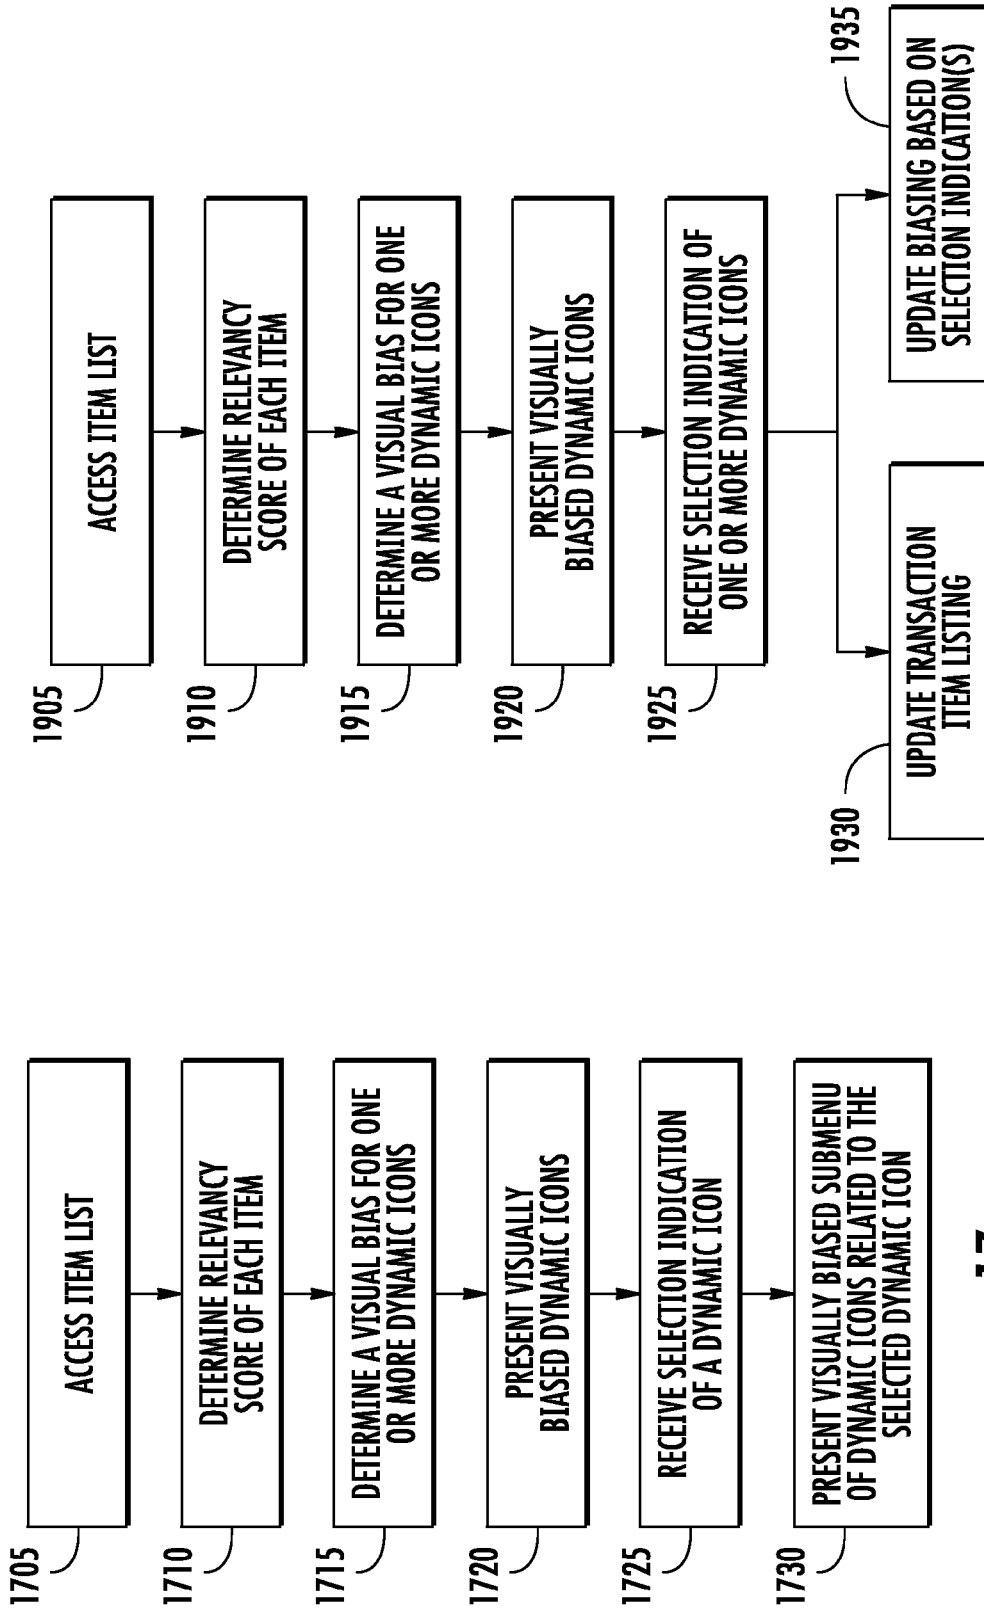 1705
ACCESS ITEM LIST
1710
DETERMINE RELEVANCY
SCORE OF EACH ITEM
1715
DETERMINE A VISUAL BIAS FOR ONE
OR MORE DYNAMIC ICONS
1720
PRESENT VISUALLY
BIASED DYNAMIC ICONS
1725
RECEIVE SELECTION INDICATION
OF A DYNAMIC ICON
1730
PRESENT VISUALLY BIASED SUBMENU
OF DYNAMIC ICONS RELATED TO THE
SELECTED DYNAMIC ICON
1905
ACCESS ITEM LIST
1910
DETERMINE RELEVANCY
SCORE OF EACH ITEM
1915
DETERMINE A VISUAL BIAS FOR ONE
OR MORE DYNAMIC ICONS
1920
PRESENT VISUALLY
BIASED DYNAMIC ICONS
1925
RECEIVE SELECTION INDICATION OF
ONE OR MORE DYNAMIC ICONS
1930
UPDATE TRANSACTION
ITEM LISTING
1935
UPDATE BIASING BASED ON
SELECTION INDICATION(S)